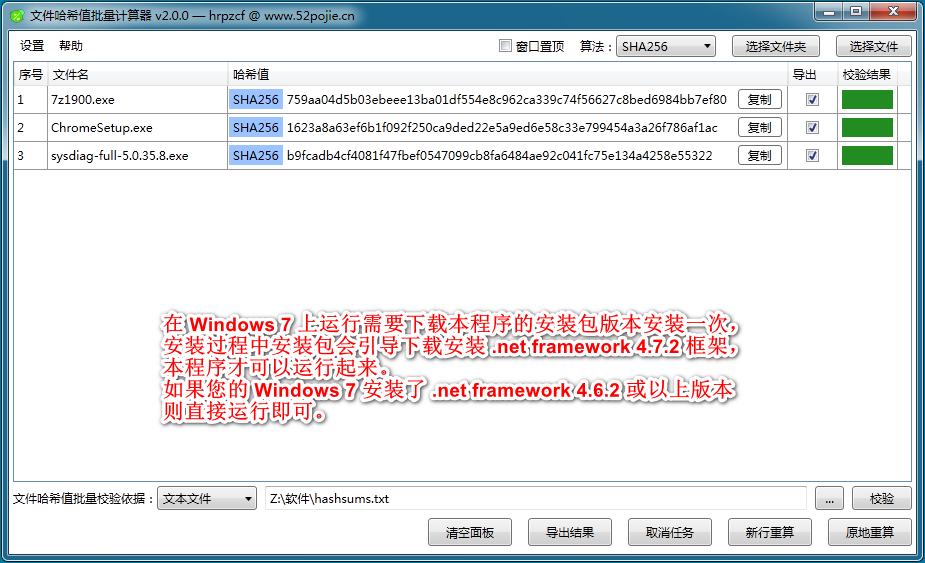 文件哈希值批量计算器 v2.0.0 — hrpzcf @ www.52pojie.cn
设置 帮助 窗口置顶 算法： SHA256 选择文件夹 选择文件
序号 文件名 哈希值 导出 校验结果
1 7z1900.exe SHA256 759aa04d5b03ebeee13ba01df554e8c962ca339c74f56627c8bed6984bb7ef80 复制
2 ChromeSetup.exe SHA256 1623a8a63ef6b1f092f250ca9ded22e5a9ed6e58c33e799454a3a26f786af1ac 复制
3 sysdiag-full-5.0.35.8.exe SHA256 b9fcadb4cf4081f47fbef0547099cb8fa6484ae92c041fc75e134a4258e55322 复制
在 Windows 7 上运行需要下载本程序的安装包版本安装一次，
安装过程中安装包会引导下载安装 .net framework 4.7.2 框架，
本程序才可以运行起来。
如果您的 Windows 7 安装了 .net framework 4.6.2 或以上版本
则直接运行即可。
文件哈希值批量校验依据： 文本文件 Z:\软件\hashsums.txt ... 校验
清空面板 导出结果 取消任务 新行重算 原地重算